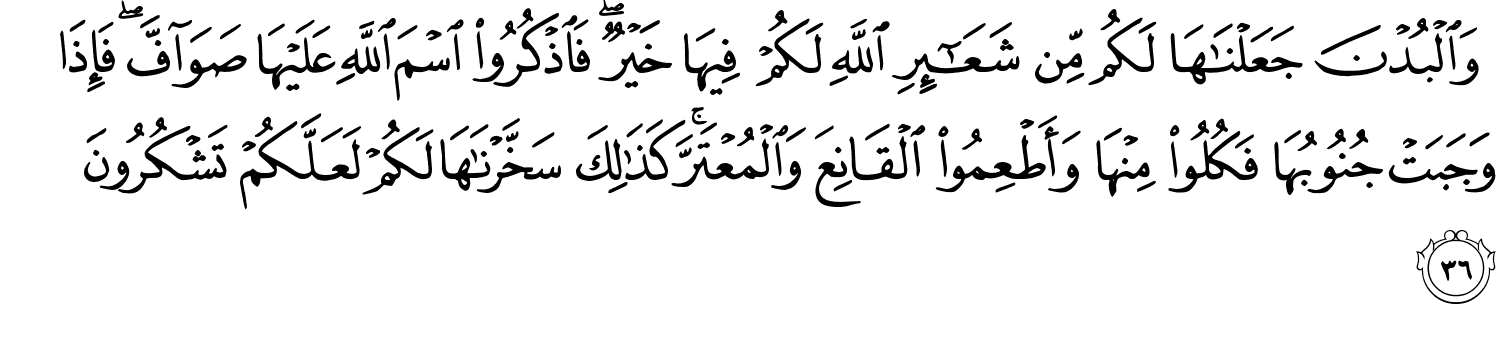 وَٱلْبُدْنَ جَعَلْنَٰهَا لَكُم مِّن شَعَٰٓئِرِ ٱللَّهِ لَكُمْ فِيهَا خَيْرٌۖ فَٱذْكُرُوا۟ ٱسْمَ ٱللَّهِ عَلَيْهَا صَوَآفَّۖ فَإِذَا
وَجَبَتْ جُنُوبُهَا فَكُلُوا۟ مِنْهَا وَأَطْعِمُوا۟ ٱلْقَانِعَ وَٱلْمُعْتَرَّۚ كَذَٰلِكَ سَخَّرْنَٰهَا لَكُمْ لَعَلَّكُمْ تَشْكُرُونَ
٣٦